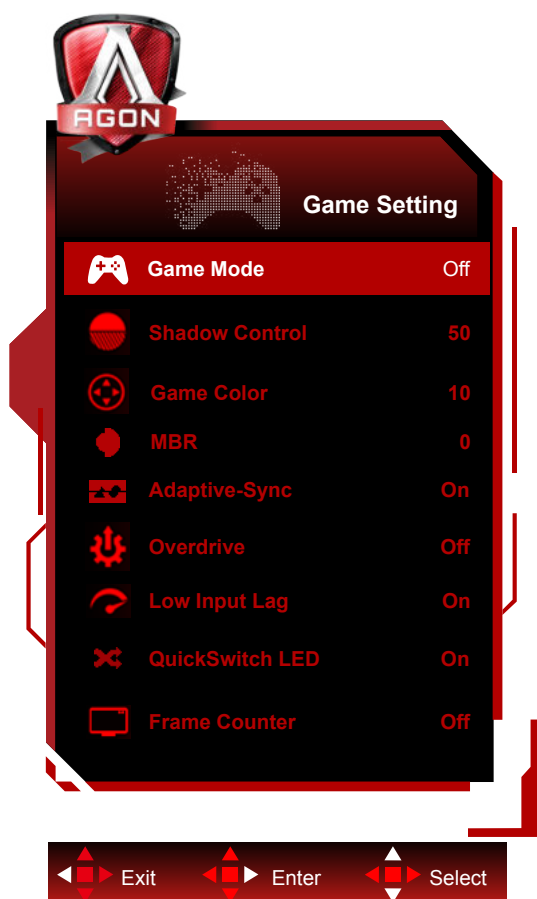 AGON
Game Setting
Game Mode Off
Shadow Control 50
Game Color 10
MBR 0
Adaptive-Sync On
Overdrive Off
Low Input Lag On
QuickSwitch LED On
Frame Counter Off
Exit Enter Select